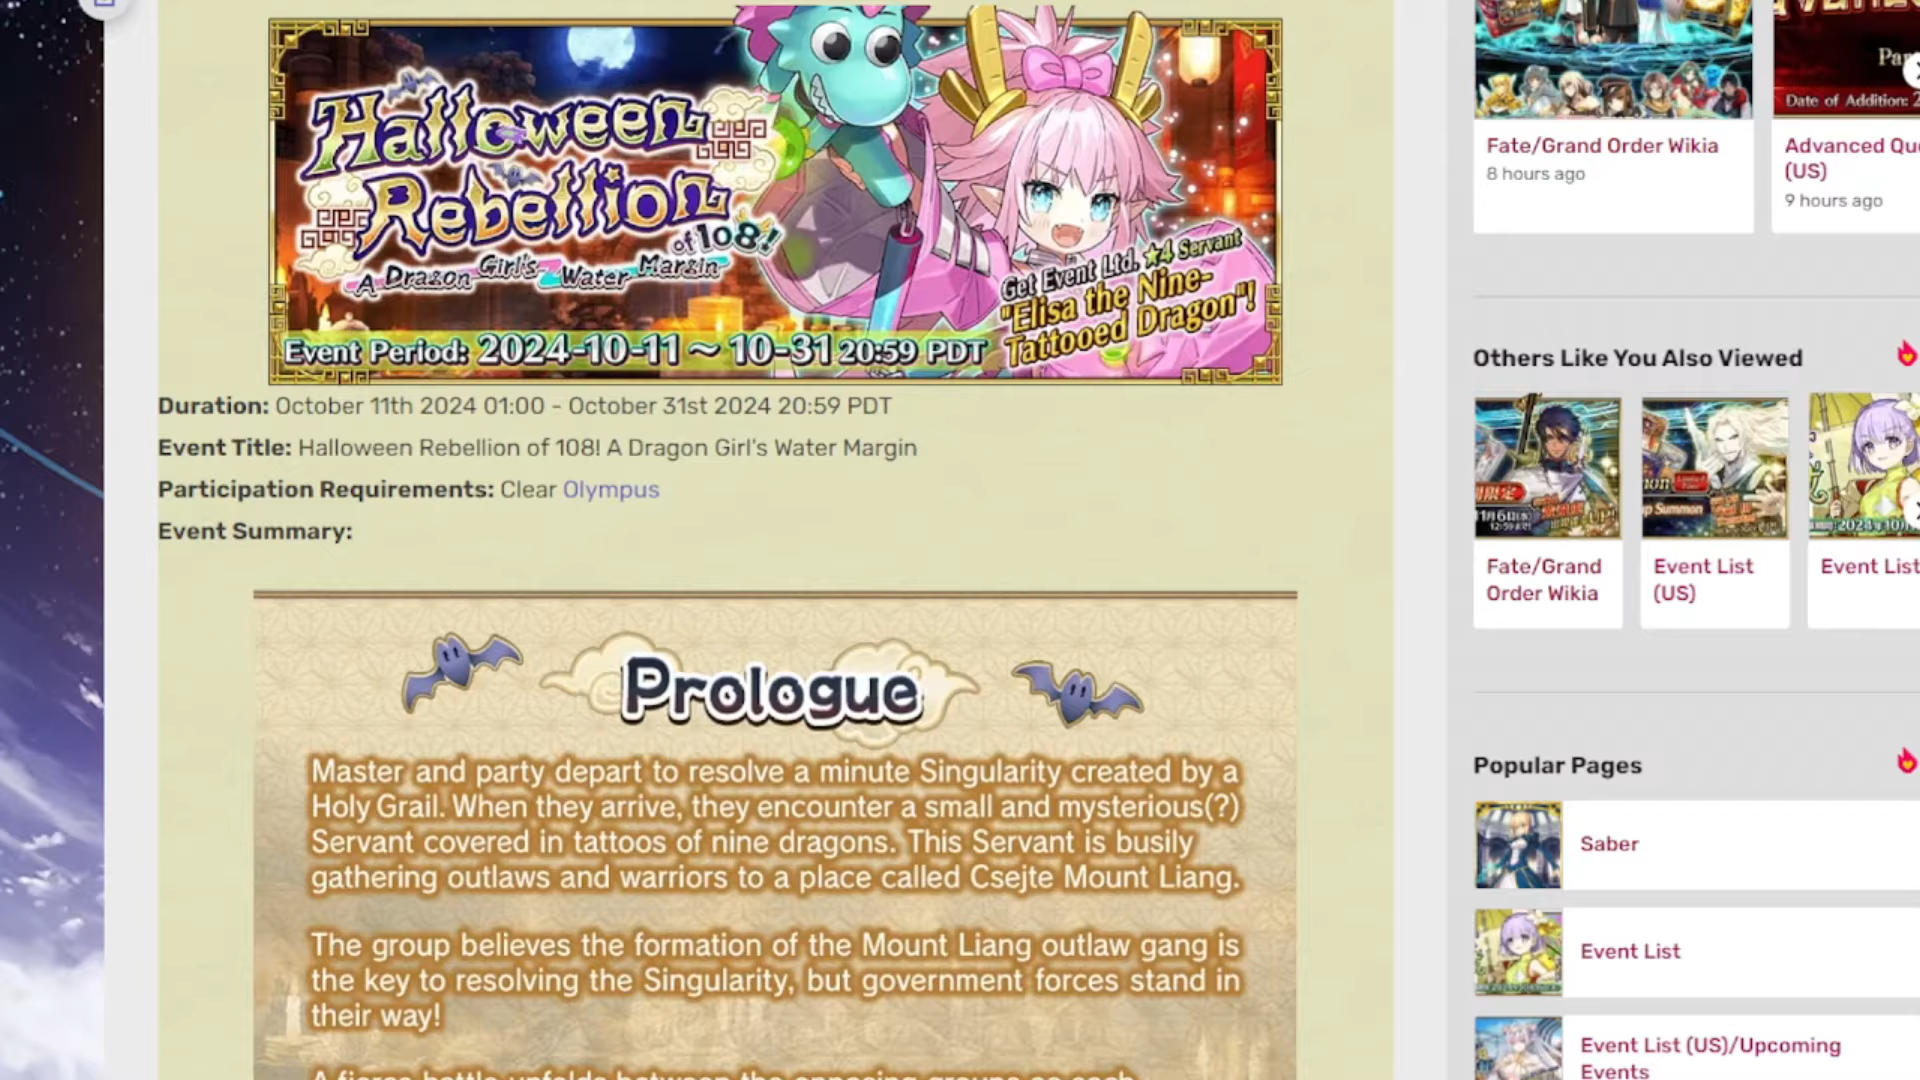 Halloween
Rebellion
of 108!
A Dragon Girl's Water Margin
Get Event Ltd. ★4 Servant
"Elisa the Nine-
Tattooed Dragon"!
Event Period: 2024-10-11 ~ 10-31 20:59 PDT
Duration: October 11th 2024 01:00 - October 31st 2024 20:59 PDT
Event Title: Halloween Rebellion of 108! A Dragon Girl's Water Margin
Participation Requirements: Clear Olympus
Event Summary:
Prologue
Master and party depart to resolve a minute Singularity created by a
Holy Grail. When they arrive, they encounter a small and mysterious(?)
Servant covered in tattoos of nine dragons. This Servant is busily
gathering outlaws and warriors to a place called Csejte Mount Liang.
The group believes the formation of the Mount Liang outlaw gang is
the key to resolving the Singularity, but government forces stand in
their way!
Date of Addition: 2
Fate/Grand Order Wikia
8 hours ago
Advanced Qu
(US)
9 hours ago
Others Like You Also Viewed
Fate/Grand
Order Wikia
Event List
(US)
Event List
Popular Pages
Saber
Event List
Event List (US)/Upcoming
Events